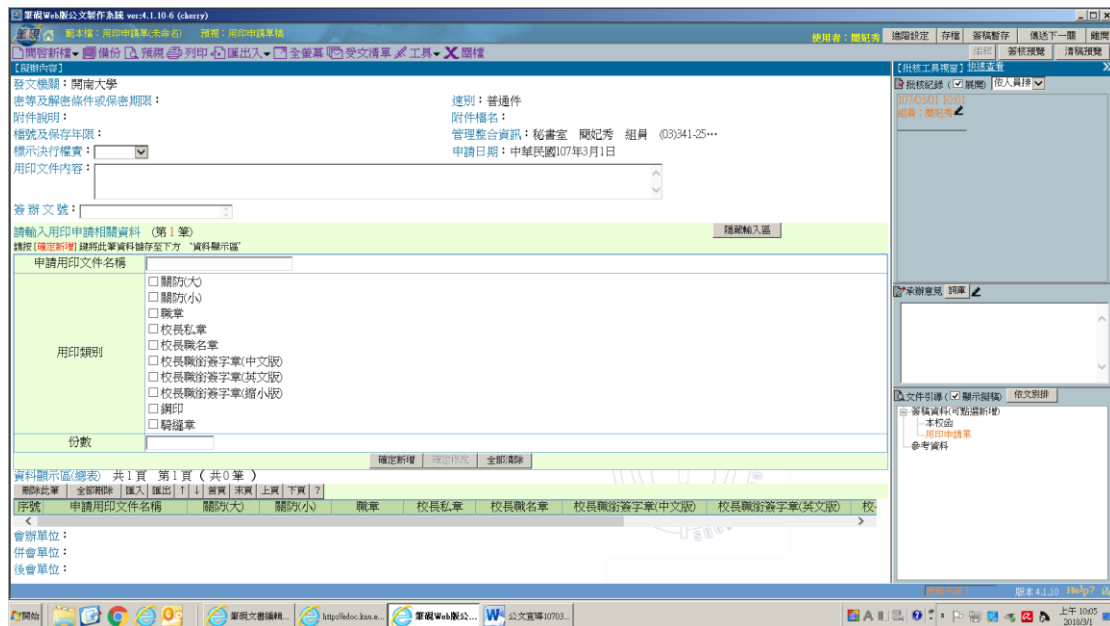 筆硯Web版公文製作系統 ver:4.1.10-6 (cherry)
筆硯 範本檔：用印申請單(未命名) 預視：用印申請單稿 使用者：簡妃秀 進階設定 存檔 簽稿暫存 傳送下一關 離開
開啓新檔 備份 預視 列印 匯出入 全螢幕 受文清單 工具 關檔 簽核預覽 清稿預覽
【擬辦內容】
發文機關：開南大學
密等及解密條件或保密期限： 速別：普通件
附件說明： 附件檔名：
檔號及保存年限： 管理整合資訊：秘書室 簡妃秀 組員 (03)341-25…
標示決行權責： 申請日期：中華民國107年3月1日
用印文件內容：
簽辦文號：
請輸入用印申請相關資料 (第1筆) 隱藏輸入區
請按[確定新增]鍵將此筆資料儲存至下方 '資料顯示區'
申請用印文件名稱
用印類別
關防(大)
關防(小)
職章
校長私章
校長職名章
校長職銜簽字章(中文版)
校長職銜簽字章(英文版)
校長職銜簽字章(縮小版)
鋼印
騎縫章
份數
確定新增 確定修改 全部清除
資料顯示區(總表) 共1頁 第1頁 ( 共0筆 )
刪除此筆 全部刪除 匯入 匯出 ↑ ↓ 首頁 末頁 上頁 下頁 ?
序號 申請用印文件名稱 關防(大) 關防(小) 職章 校長私章 校長職名章 校長職銜簽字章(中文版) 校長職銜簽字章(英文版) 校
會辦單位：
併會單位：
後會單位：
【批核工具視窗】 快速查看
批核紀錄 (展開) 依人員排
107/03/01 10:01
組員：簡妃秀
承辦意見 詞庫
文件引導 (顯示擬稿) 依文別排
簽稿資料(可點選新增)
本校函
用印申請單
參考資料
版本 4.1.10 Help?
開始 筆硯文書編輯... http://edoc.knu.e... 筆硯Web版公... 公文宣導10703... 上午 10:05
2018/3/1